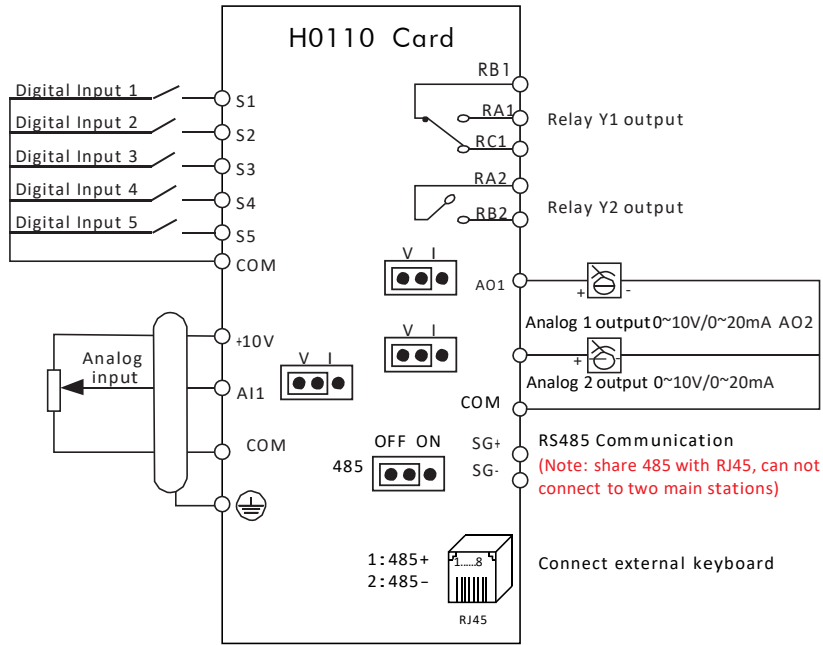 H0110 Card
Digital Input 1
S1
Digital Input 2
S2
Digital Input 3
S3
Digital Input 4
S4
Digital Input 5
S5
COM
RB1
RA1
RC1
Relay Y1 output
RA2
RB2
Relay Y2 output
V I
AO1
+ -
Analog 1 output 0~10V/0~20mA AO2
V I
+ -
Analog 2 output 0~10V/0~20mA
COM
+10V
Analog
input
V I
AI1
COM
OFF ON
485
SG+
SG-
RS485 Communication
(Note: share 485 with RJ45, can not
connect to two main stations)
1:485+
2:485-
1......8
RJ45
Connect external keyboard